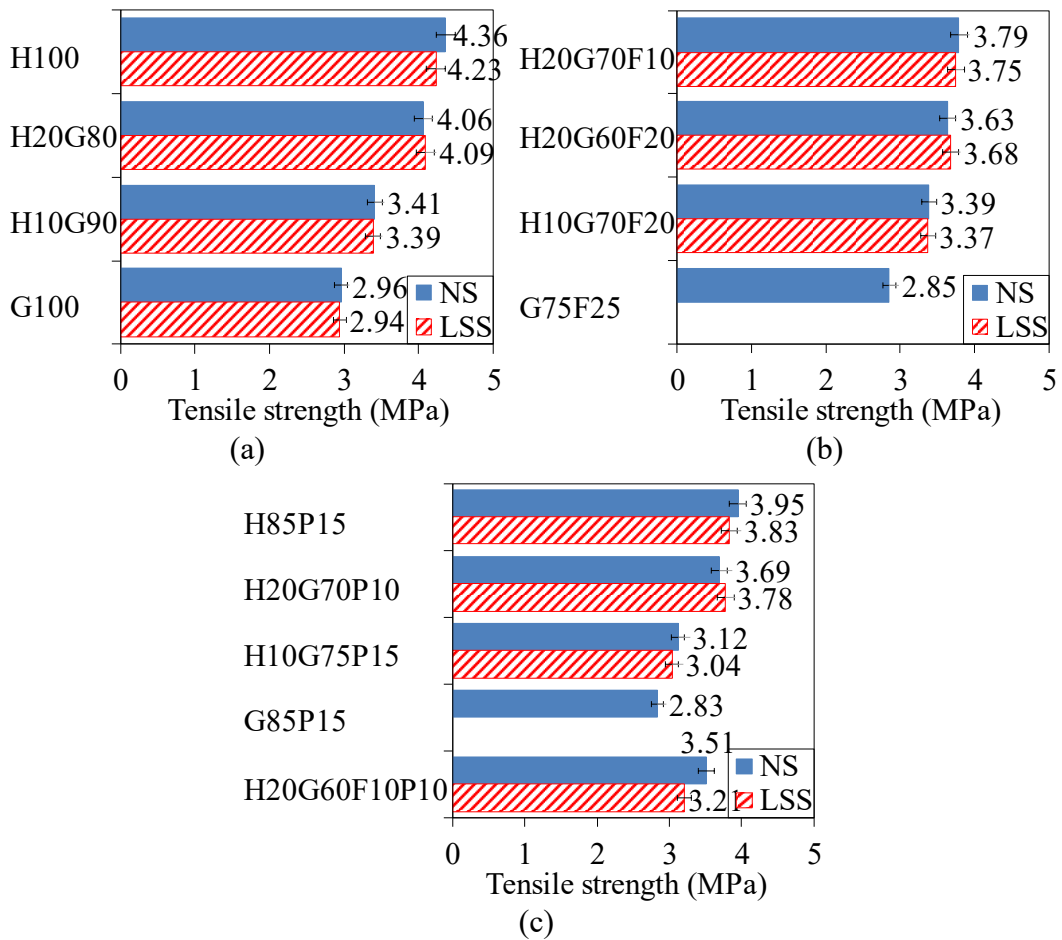 H100
4.36
4.23
H20G80
4.06
4.09
H10G90
3.41
3.39
G100
2.96
2.94
NS
LSS
0 1 2 3 4 5
Tensile strength (MPa)
(a)
H20G70F10
3.79
3.75
H20G60F20
3.63
3.68
H10G70F20
3.39
3.37
G75F25
2.85
NS
LSS
0 1 2 3 4 5
Tensile strength (MPa)
(b)
H85P15
3.95
3.83
H20G70P10
3.69
3.78
H10G75P15
3.12
3.04
G85P15
2.83
H20G60F10P10
3.51
3.21
NS
LSS
0 1 2 3 4 5
Tensile strength (MPa)
(c)